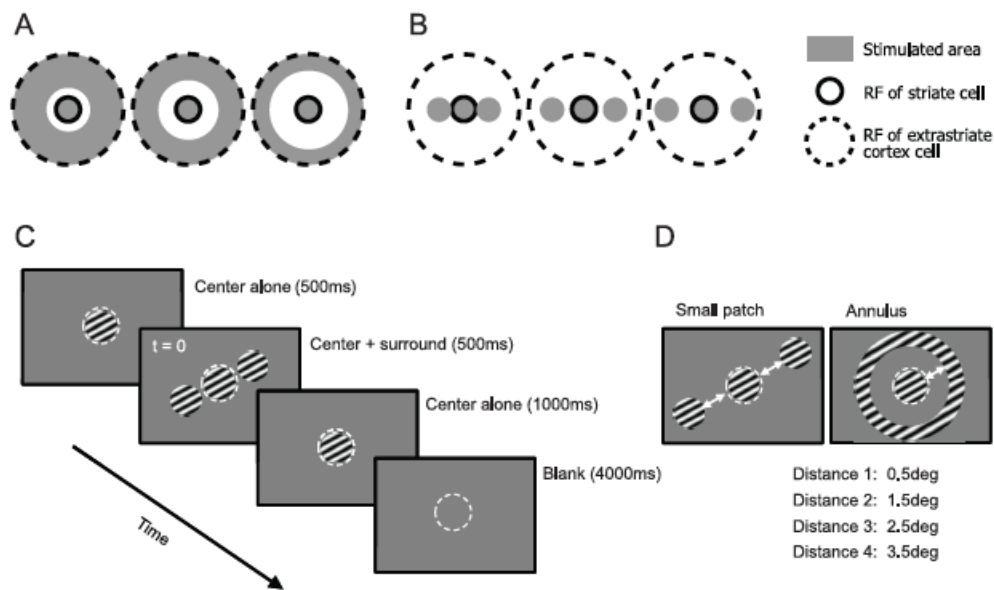 A
B
Stimulated area
RF of striate cell
RF of extrastriate
cortex cell
C
Center alone (500ms)
t = 0
Center + surround (500ms)
Center alone (1000ms)
Blank (4000ms)
Time
D
Small patch
Annulus
Distance 1: 0.5deg
Distance 2: 1.5deg
Distance 3: 2.5deg
Distance 4: 3.5deg